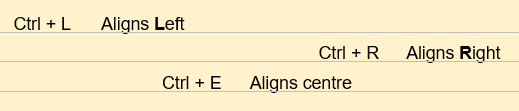 Ctrl + L Aligns Left
Ctrl + R Aligns Right
Ctrl + E Aligns centre